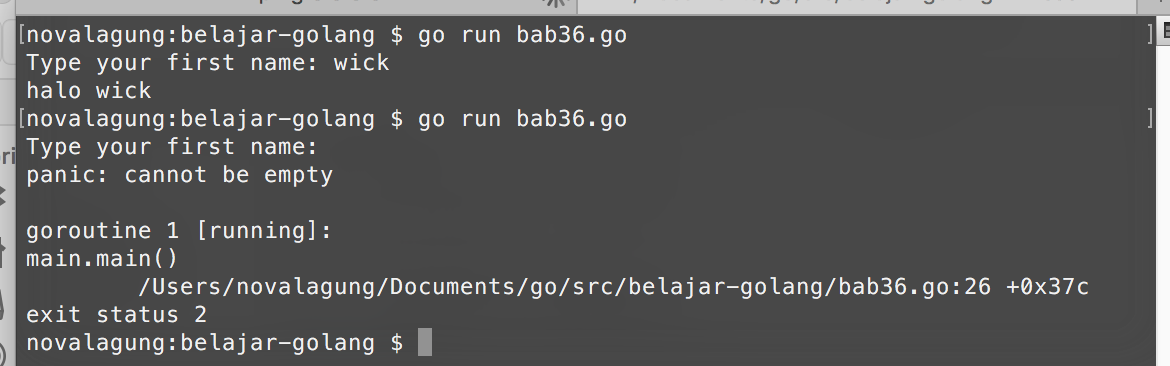 [novalagung:belajar-golang $ go run bab36.go ]
Type your first name: wick
halo wick
[novalagung:belajar-golang $ go run bab36.go ]
Type your first name:
panic: cannot be empty
goroutine 1 [running]:
main.main()
/Users/novalagung/Documents/go/src/belajar-golang/bab36.go:26 +0x37c
exit status 2
novalagung:belajar-golang $